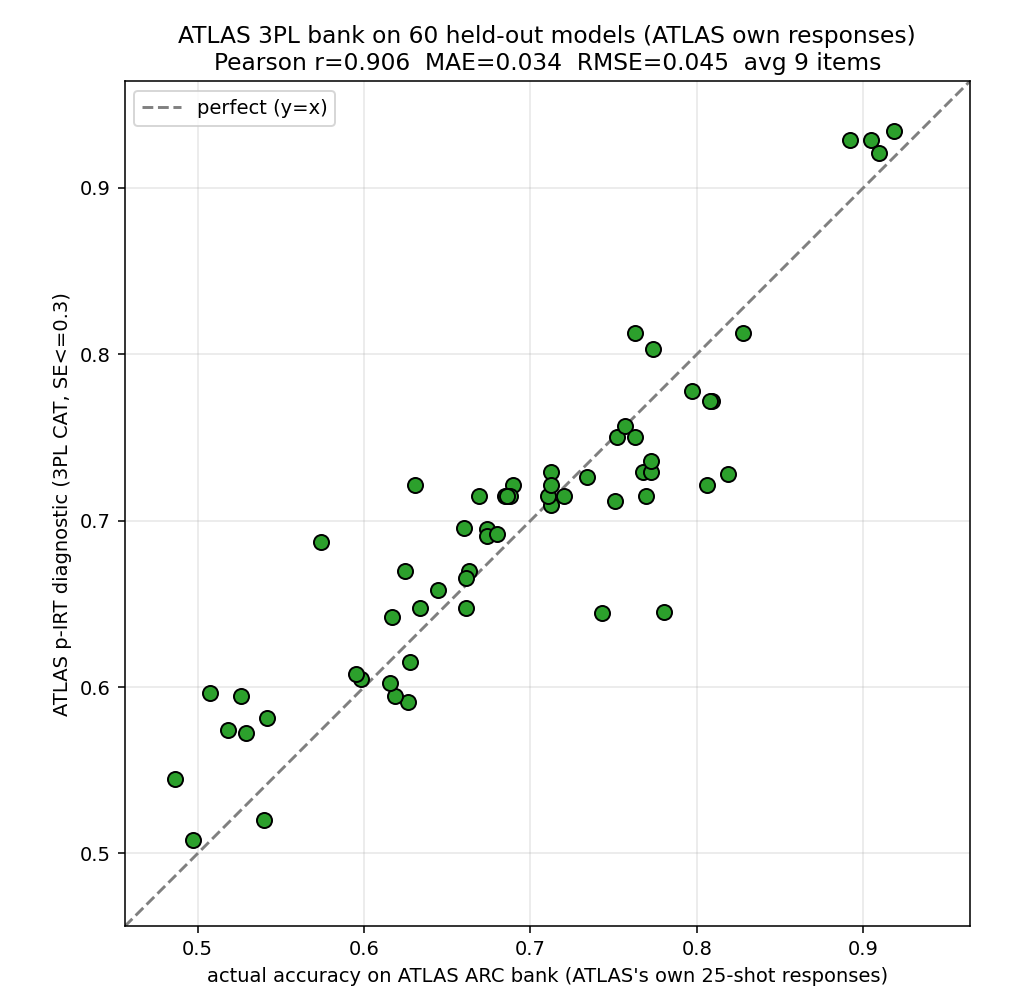 ATLAS 3PL bank on 60 held-out models (ATLAS own responses)
Pearson r=0.906  MAE=0.034  RMSE=0.045  avg 9 items
perfect (y=x)
ATLAS p-IRT diagnostic (3PL CAT, SE<=0.3)
0.9
0.8
0.7
0.6
0.5
0.5 0.6 0.7 0.8 0.9
actual accuracy on ATLAS ARC bank (ATLAS's own 25-shot responses)